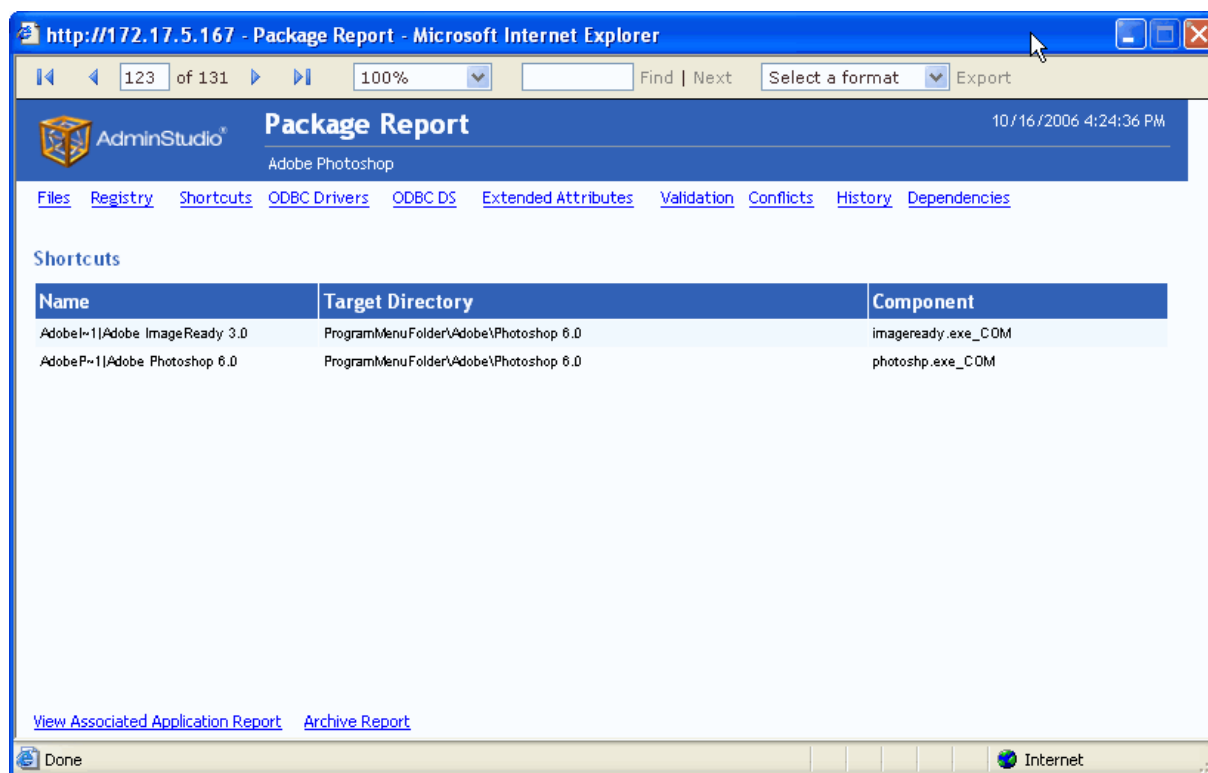 http://172.17.5.167 - Package Report - Microsoft Internet Explorer
123 of 131 100% Find | Next Select a format Export
AdminStudio® Package Report 10/16/2006 4:24:36 PM
Adobe Photoshop
Files Registry Shortcuts ODBC Drivers ODBC DS Extended Attributes Validation Conflicts History Dependencies
Shortcuts
Name Target Directory Component
AdobeI~1|Adobe ImageReady 3.0 ProgramMenuFolder\Adobe\Photoshop 6.0 imageready.exe_COM
AdobeP~1|Adobe Photoshop 6.0 ProgramMenuFolder\Adobe\Photoshop 6.0 photoshp.exe_COM
View Associated Application Report Archive Report
Done Internet